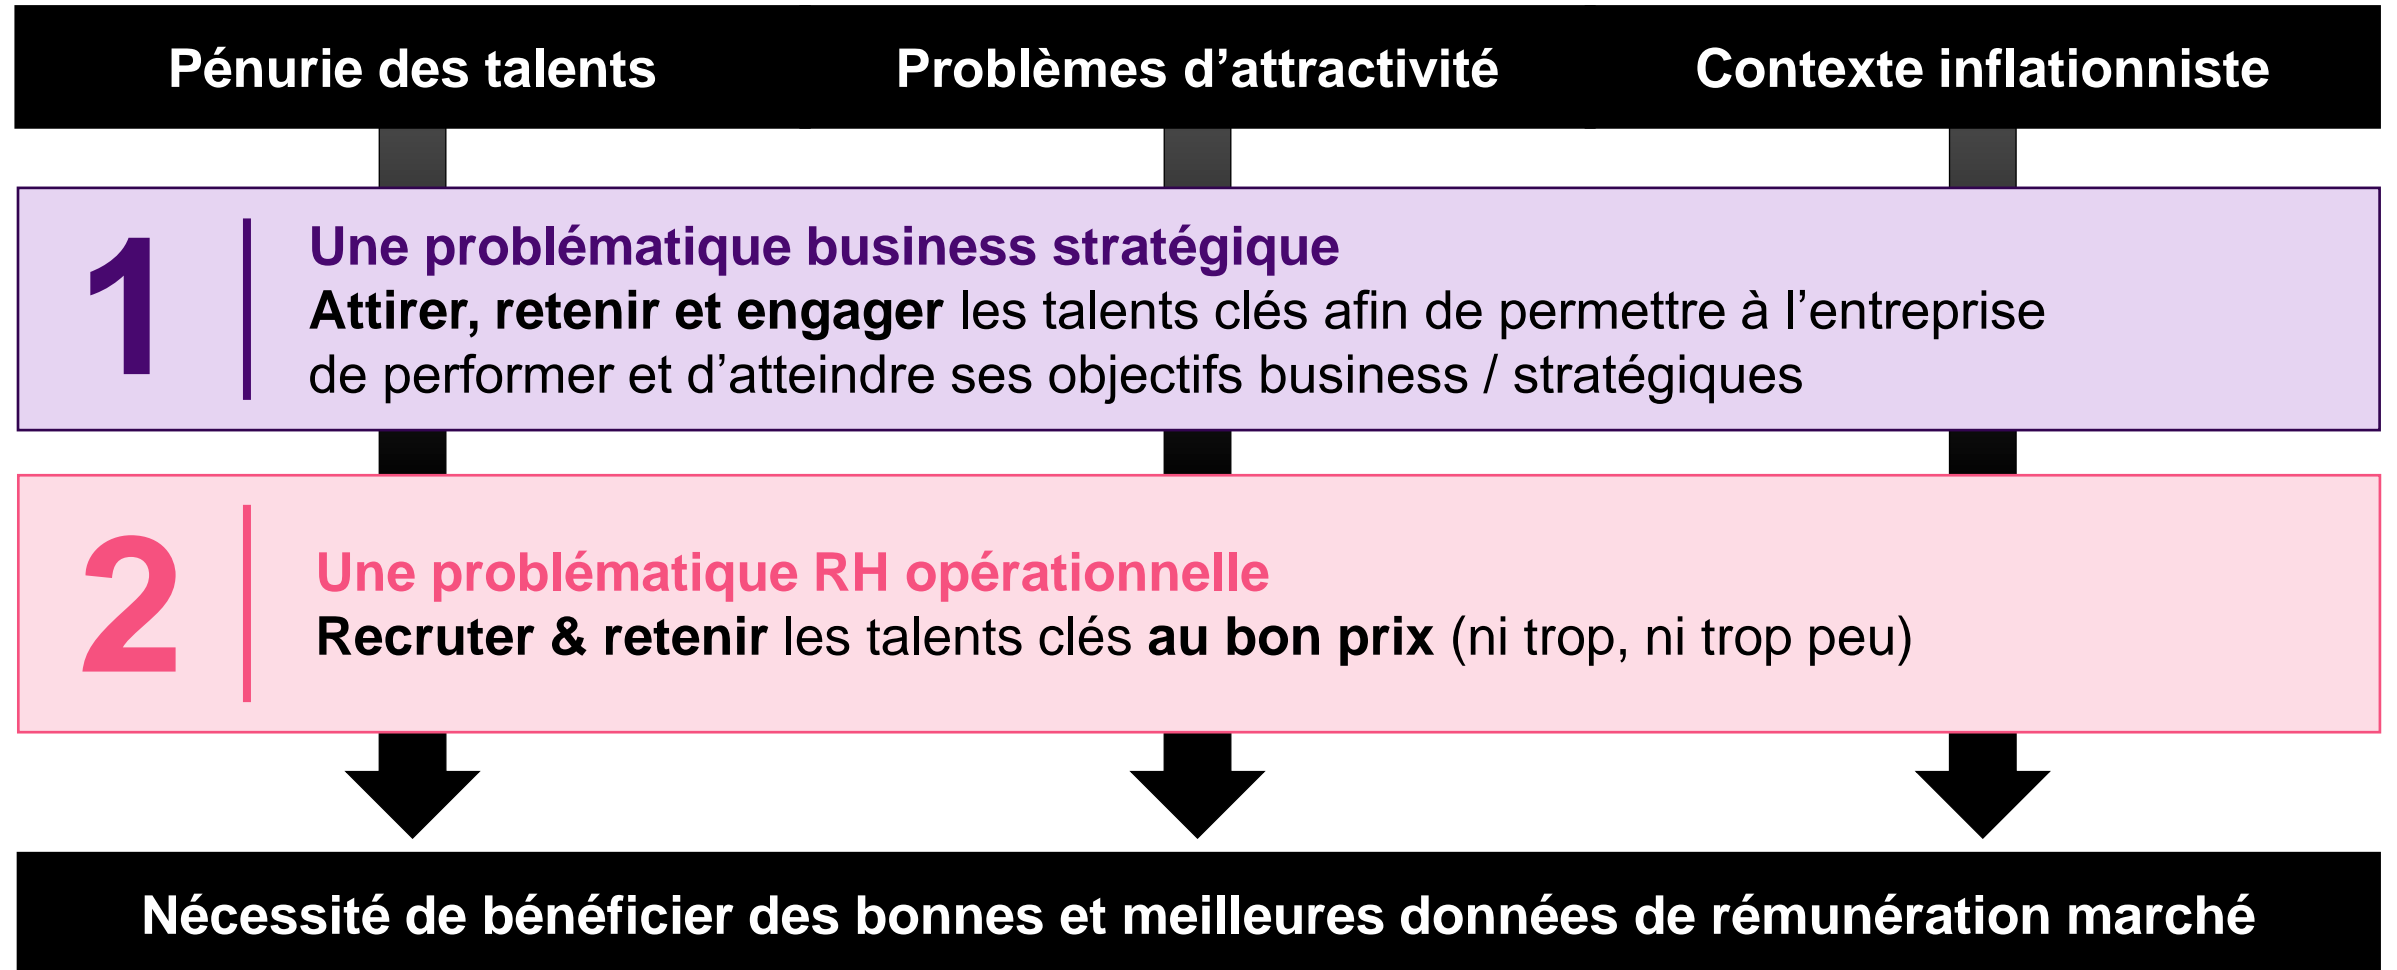 Pénurie des talents
Problèmes d’attractivité
Contexte inflationniste
1
Une problématique business stratégique
Attirer, retenir et engager les talents clés afin de permettre à l’entreprise
de performer et d’atteindre ses objectifs business / stratégiques
2
Une problématique RH opérationnelle
Recruter & retenir les talents clés au bon prix (ni trop, ni trop peu)
Nécessité de bénéficier des bonnes et meilleures données de rémunération marché